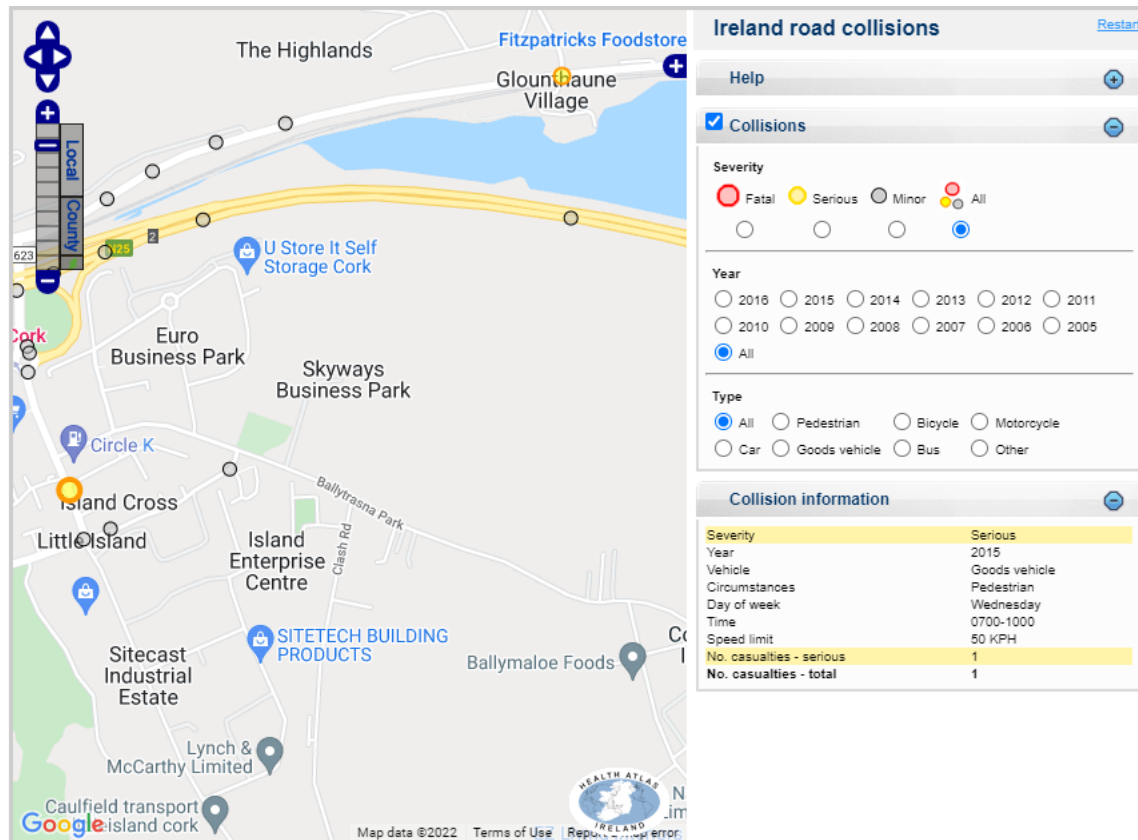 The Highlands
Fitzpatricks Foodstore
Glounthaune
Village
Local
County
N25
2
623
U Store It Self
Storage Cork
Cork
Euro
Business Park
Skyways
Business Park
Circle K
Ballytrasna Park
Island Cross
Little Island
Island
Enterprise
Centre
Clash Rd
SITETECH BUILDING
PRODUCTS
Sitecast
Industrial
Estate
Ballymaloe Foods
Lynch &
McCarthy Limited
Caulfield transport
island cork
HEALTH ATLAS
IRELAND
Google
Map data ©2022 Terms of Use Report a map error
Ireland road collisions
Restart
Help
Collisions
Severity
Fatal Serious Minor All
Year
2016 2015 2014 2013 2012 2011
2010 2009 2008 2007 2006 2005
All
Type
All Pedestrian Bicycle Motorcycle
Car Goods vehicle Bus Other
Collision information
Severity Serious
Year 2015
Vehicle Goods vehicle
Circumstances Pedestrian
Day of week Wednesday
Time 0700-1000
Speed limit 50 KPH
No. casualties - serious 1
No. casualties - total 1